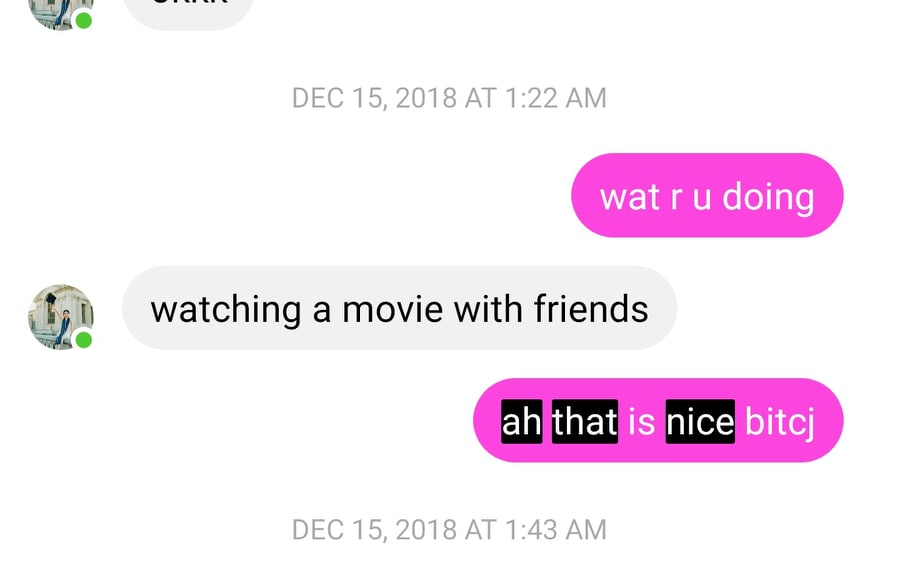 DEC 15, 2018 AT 1:22 AM
wat r u doing
watching a movie with friends
ah that is nice bitcj
DEC 15, 2018 AT 1:43 AM